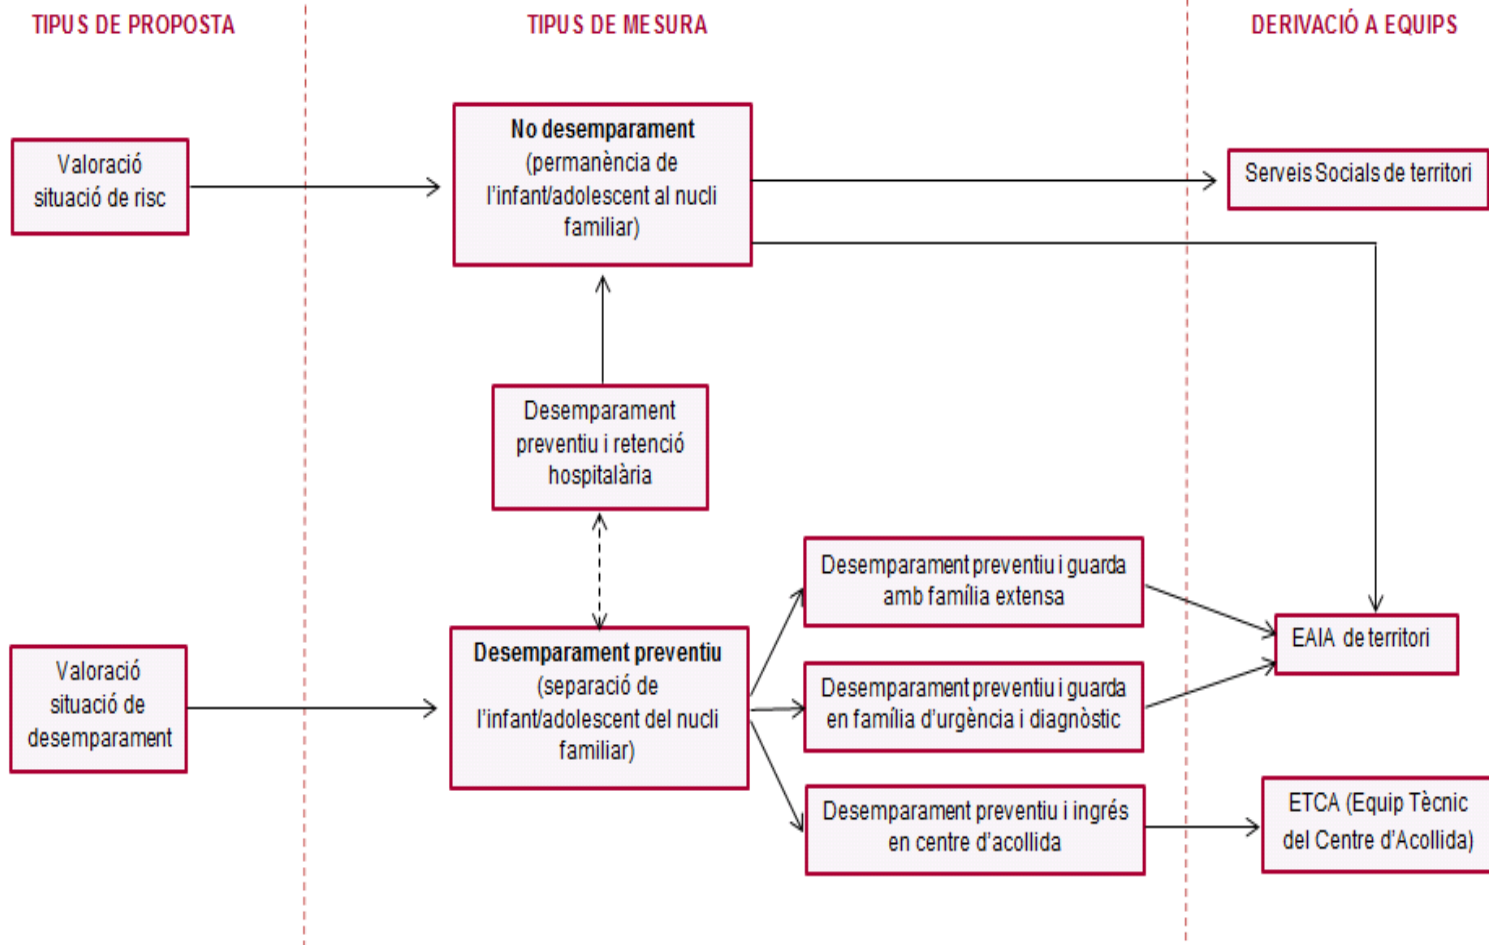 TIPUS DE PROPOSTA
TIPUS DE MESURA
DERIVACIÓ A EQUIPS
Valoració
situació de risc
No desemparament
(permanència de
l'infant/adolescent al nucli
familiar)
Serveis Socials de territori
Desemparament
preventiu i retenció
hospitalària
Desemparament preventiu i guarda
amb família extensa
Valoració
situació de
desemparament
Desemparament preventiu
(separació de
l'infant/adolescent del nucli
familiar)
Desemparament preventiu i guarda
en família d'urgència i diagnòstic
EAIA de territori
Desemparament preventiu i ingrés
en centre d'acollida
ETCA (Equip Tècnic
del Centre d'Acollida)